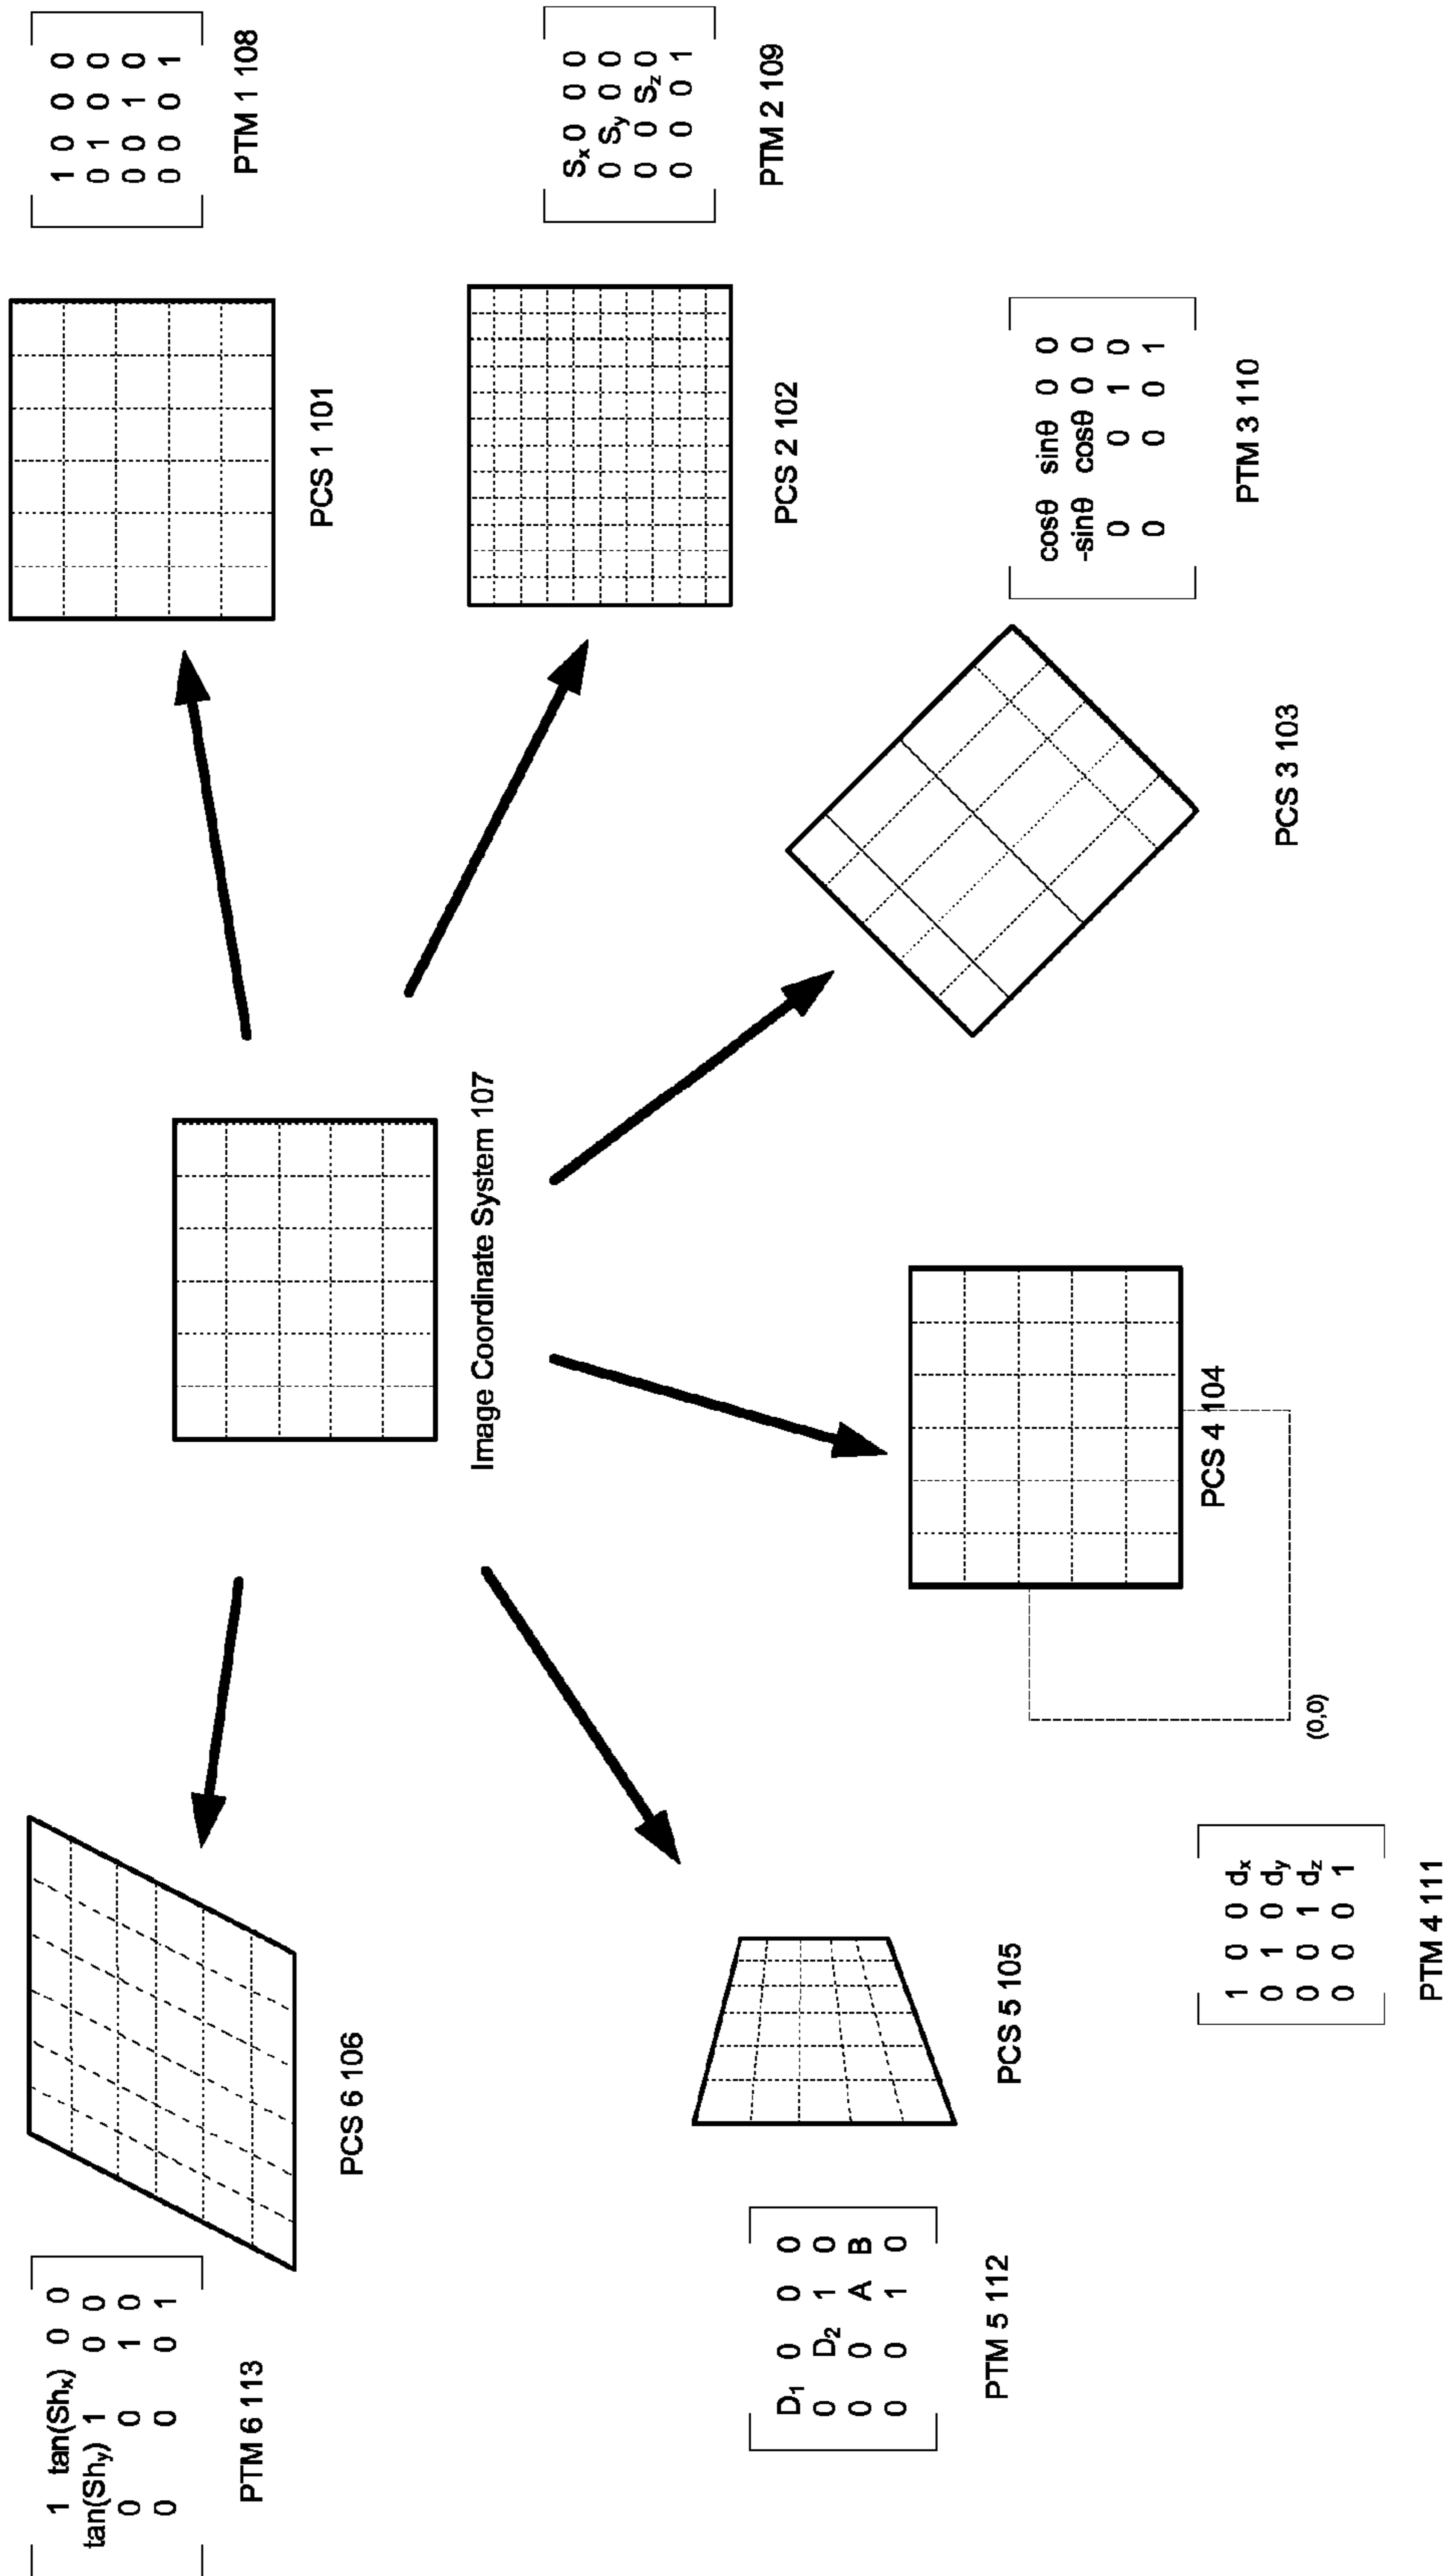 1 tan(Shₓ) 0 0
tan(Shᵧ) 1 0 0
0 0 1 0
0 0 0 1
PTM 6 113
PCS 6 106
Image Coordinate System 107
PCS 1 101
1 0 0 0
0 1 0 0
0 0 1 0
0 0 0 1
PTM 1 108
PCS 2 102
Sₓ 0 0 0
0 Sᵧ 0 0
0 0 S_z 0
0 0 0 1
PTM 2 109
D₁ 0 0 0
0 D₂ 1 0
0 0 A B
0 0 1 0
PTM 5 112
PCS 5 105
PCS 4 104
(0,0)
1 0 0 dₓ
0 1 0 dᵧ
0 0 1 d_z
0 0 0 1
PTM 4 111
PCS 3 103
cosθ sinθ 0 0
-sinθ cosθ 0 0
0 0 1 0
0 0 0 1
PTM 3 110